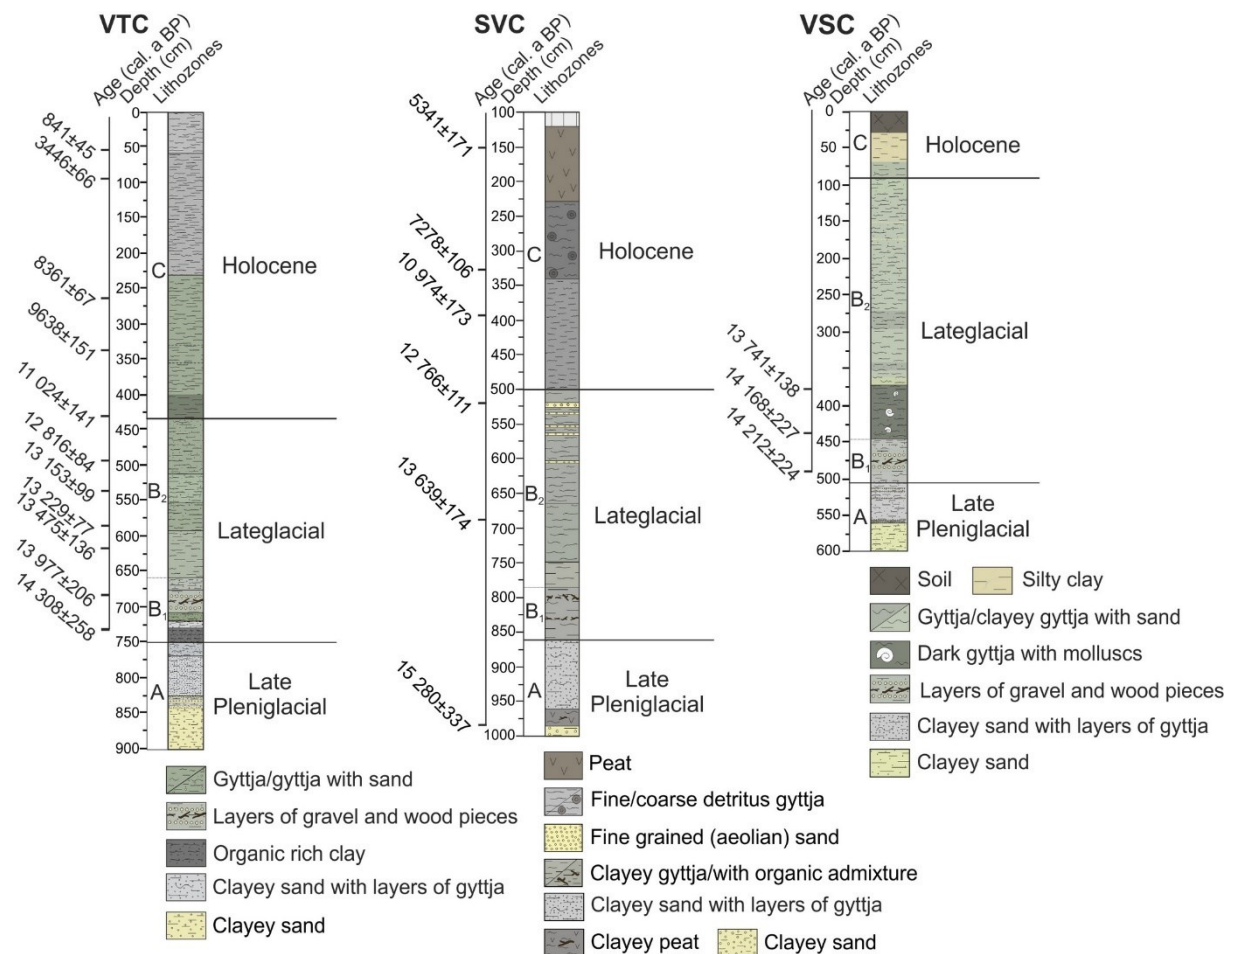 VTC
Age (cal. a BP)
Depth (cm)
Lithozones
841±45
3446±66
8361±67
9638±151
11 024±141
12 816±84
13 153±99
13 229±77
13 475±136
13 977±206
14 308±258
0
50
100
150
200
250
300
350
400
450
500
550
600
650
700
750
800
850
900
C
B2
B1
A
Holocene
Lateglacial
Late
Pleniglacial
Gyttja/gyttja with sand
Layers of gravel and wood pieces
Organic rich clay
Clayey sand with layers of gyttja
Clayey sand
SVC
Age (cal. a BP)
Depth (cm)
Lithozones
5341±171
7278±106
10 974±173
12 766±111
13 639±174
15 280±337
100
150
200
250
300
350
400
450
500
550
600
650
700
750
800
850
900
950
1000
C
B2
B1
A
Holocene
Lateglacial
Late
Pleniglacial
Peat
Fine/coarse detritus gyttja
Fine grained (aeolian) sand
Clayey gyttja/with organic admixture
Clayey sand with layers of gyttja
Clayey peat
Clayey sand
VSC
Age (cal. a BP)
Depth (cm)
Lithozones
13 741±138
14 168±227
14 212±224
0
50
100
150
200
250
300
400
450
500
550
600
C
B2
B1
A
Holocene
Lateglacial
Late
Pleniglacial
Soil
Silty clay
Gyttja/clayey gyttja with sand
Dark gyttja with molluscs
Layers of gravel and wood pieces
Clayey sand with layers of gyttja
Clayey sand